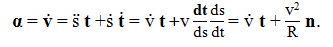 α = v̇ = s̈ t + ṡ ṫ = v̇ t + v dt/ds ds/dt = v̇ t + v²/R n.